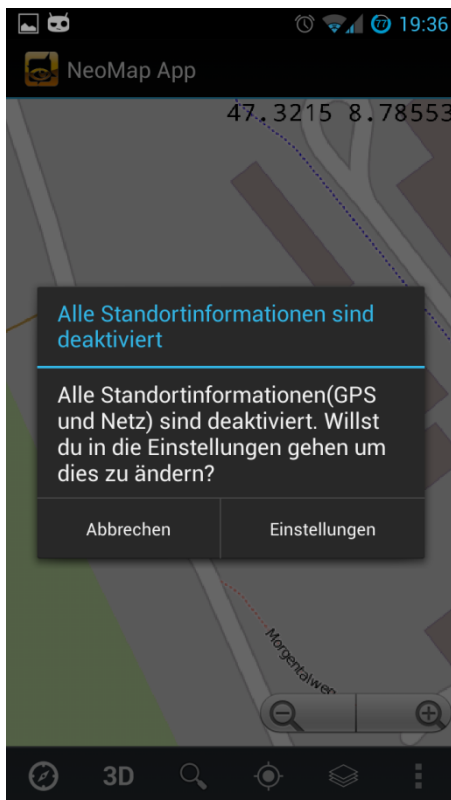 77 19:36
NeoMap App
47.3215 8.78553
Alle Standortinformationen sind
deaktiviert
Alle Standortinformationen(GPS
und Netz) sind deaktiviert. Willst
du in die Einstellungen gehen um
dies zu ändern?
Abbrechen Einstellungen
Morgentalweg
3D